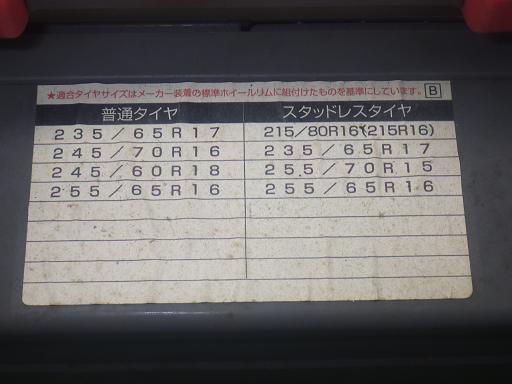 ★適合タイヤサイズはメーカー装着の標準ホイールリムに組付けたものを基準にしています。 B
普通タイヤ スタッドレスタイヤ
235/65R17 215/80R16(215R16)
245/70R16 235/65R17
245/60R18 255/70R15
255/65R16 255/65R16